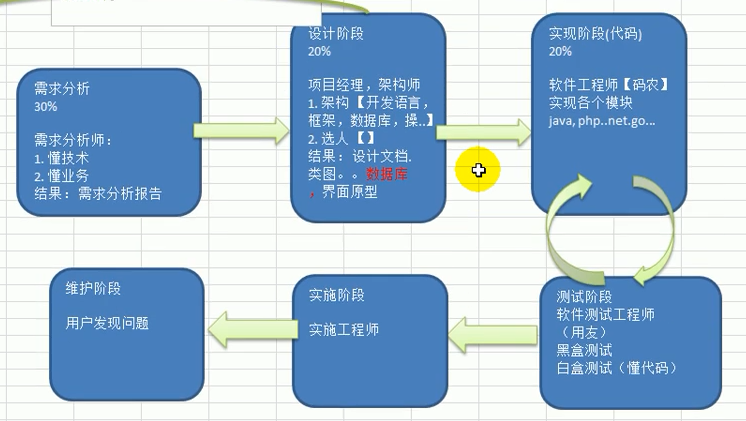 需求分析
30%
需求分析师：
1. 懂技术
2. 懂业务
结果：需求分析报告
设计阶段
20%
项目经理，架构师
1. 架构【开发语言，
框架，数据库，操..】
2. 选人【】
结果：设计文档.
类图。。数据库
，界面原型
实现阶段(代码)
20%
软件工程师【码农】
实现各个模块
java, php..net.go...
维护阶段
用户发现问题
实施阶段
实施工程师
测试阶段
软件测试工程师
（用友）
黑盒测试
白盒测试（懂代码）